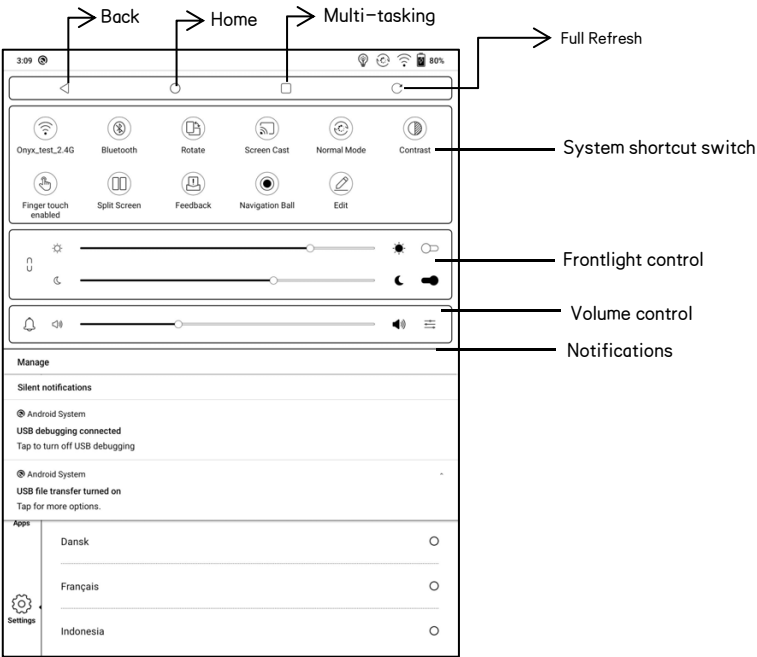 Back
Home
Multi-tasking
Full Refresh
3:09
80%
Onyx_test_2.4G
Bluetooth
Rotate
Screen Cast
Normal Mode
Contrast
System shortcut switch
Finger touch
enabled
Split Screen
Feedback
Navigation Ball
Edit
Frontlight control
Volume control
Notifications
Manage
Silent notifications
Android System
USB debugging connected
Tap to turn off USB debugging
Android System
USB file transfer turned on
Tap for more options.
Apps
Dansk
Français
Settings
Indonesia